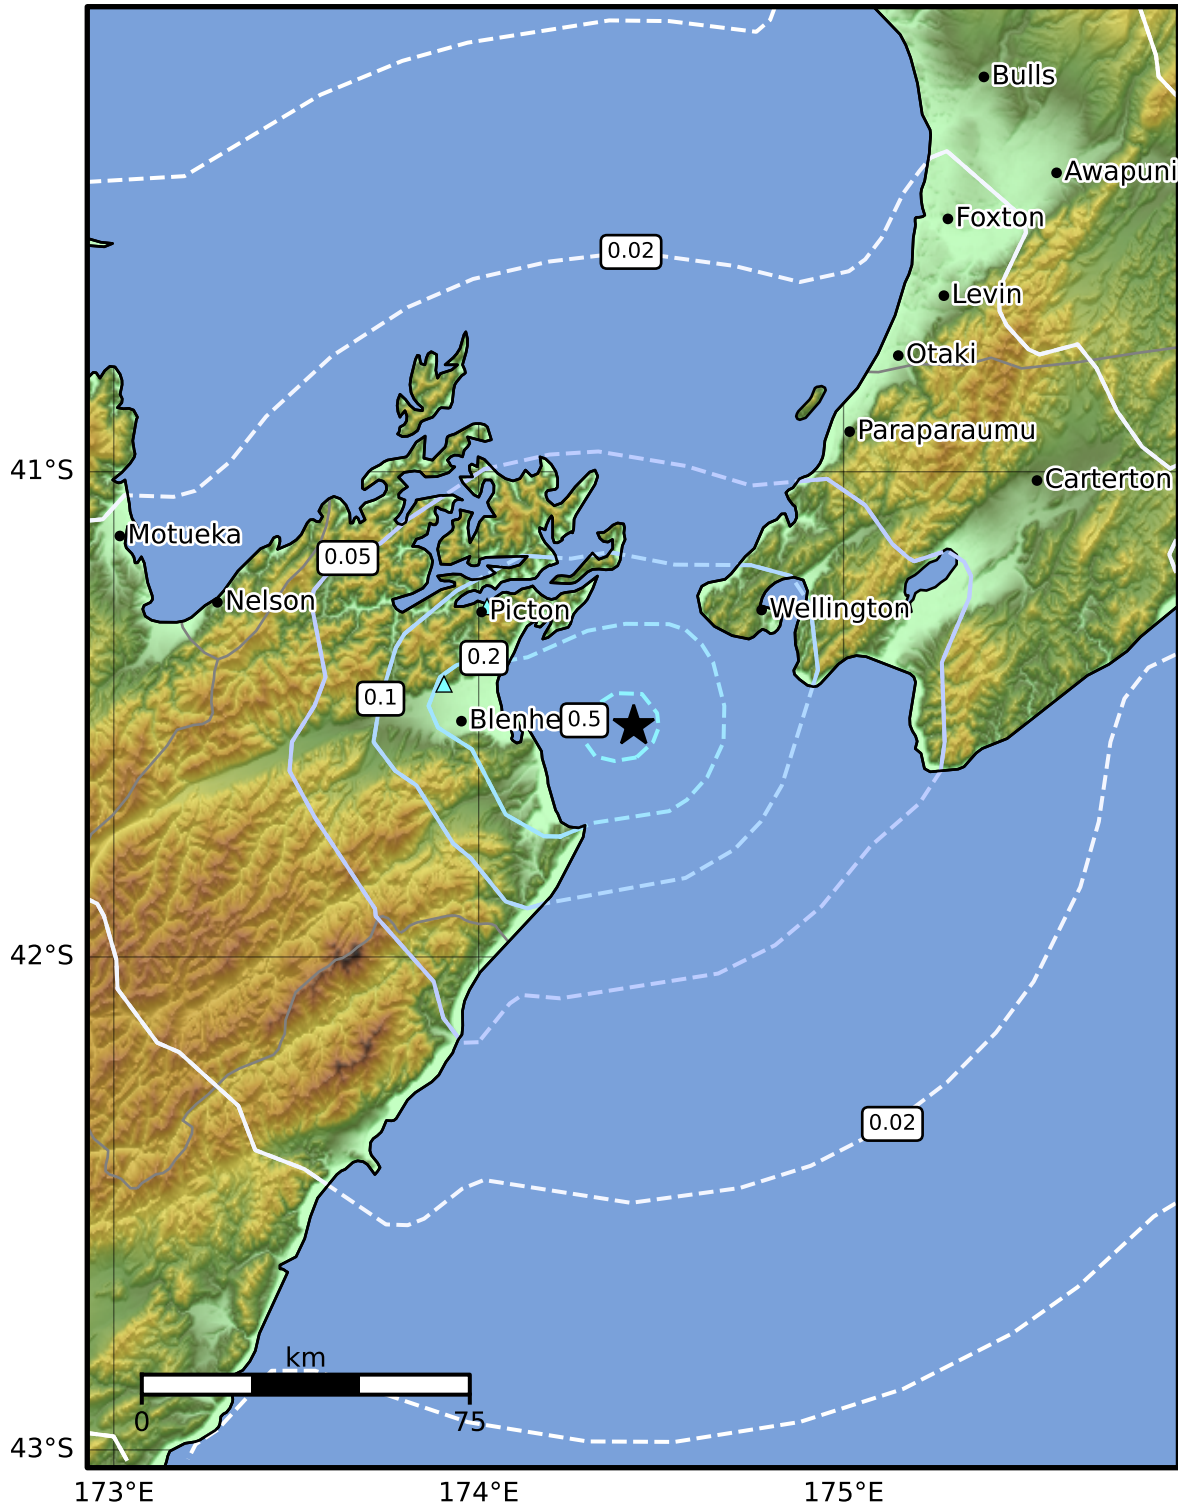 Bulls
Awapuni
Foxton
0.02
Levin
Otaki
Paraparaumu
41°S
Carterton
Motueka
0.05
Nelson
Picton
Wellington
0.2
0.1
Blenhe
0.5
42°S
0.02
km
0
75
43°S
173°E
174°E
175°E